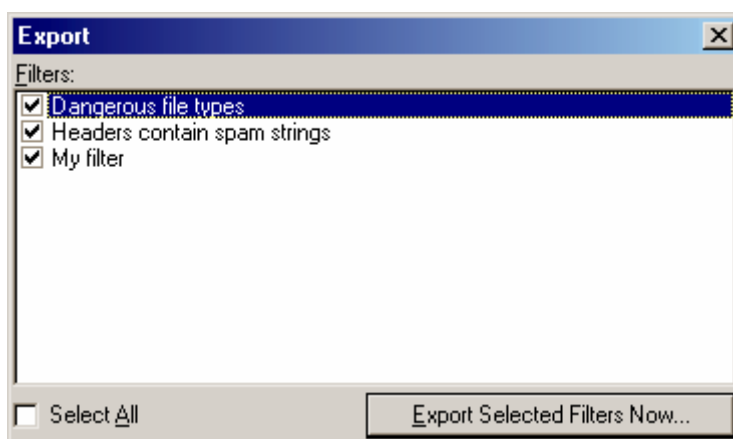 Export
Filters:
Dangerous file types
Headers contain spam strings
My filter
Select All
Export Selected Filters Now...